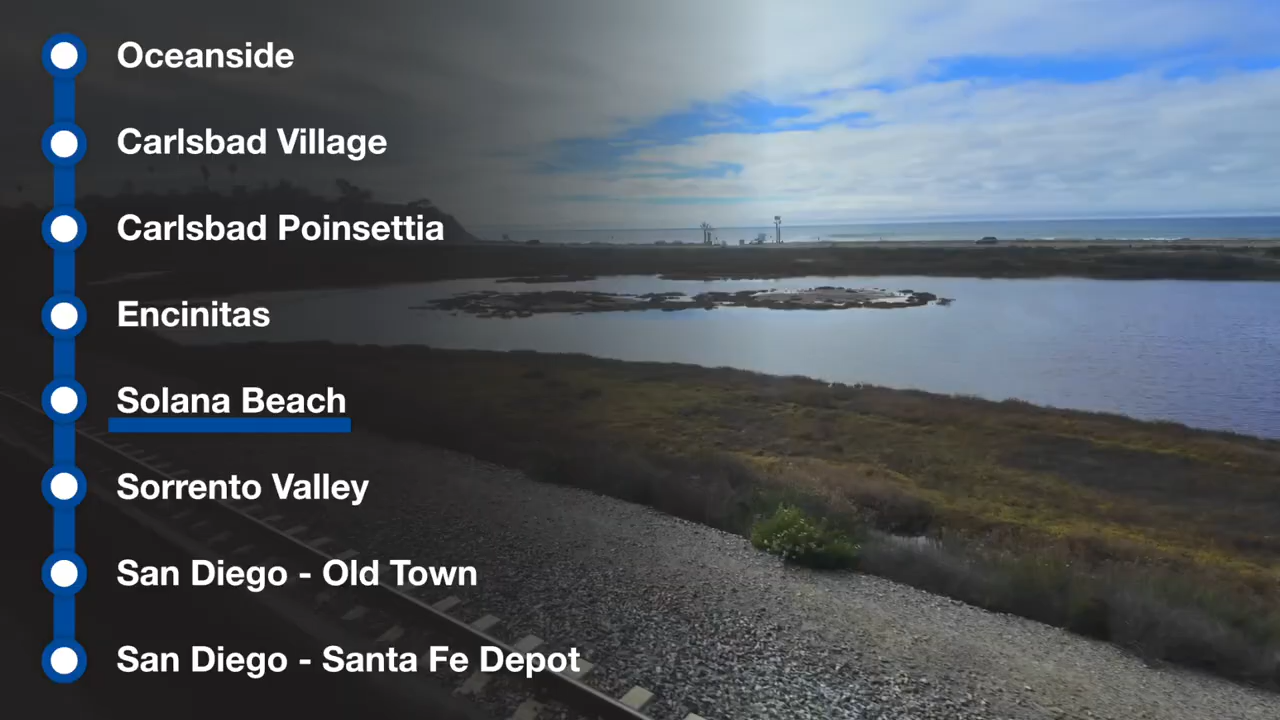 Oceanside
Carlsbad Village
Carlsbad Poinsettia
Encinitas
Solana Beach
Sorrento Valley
San Diego - Old Town
San Diego - Santa Fe Depot